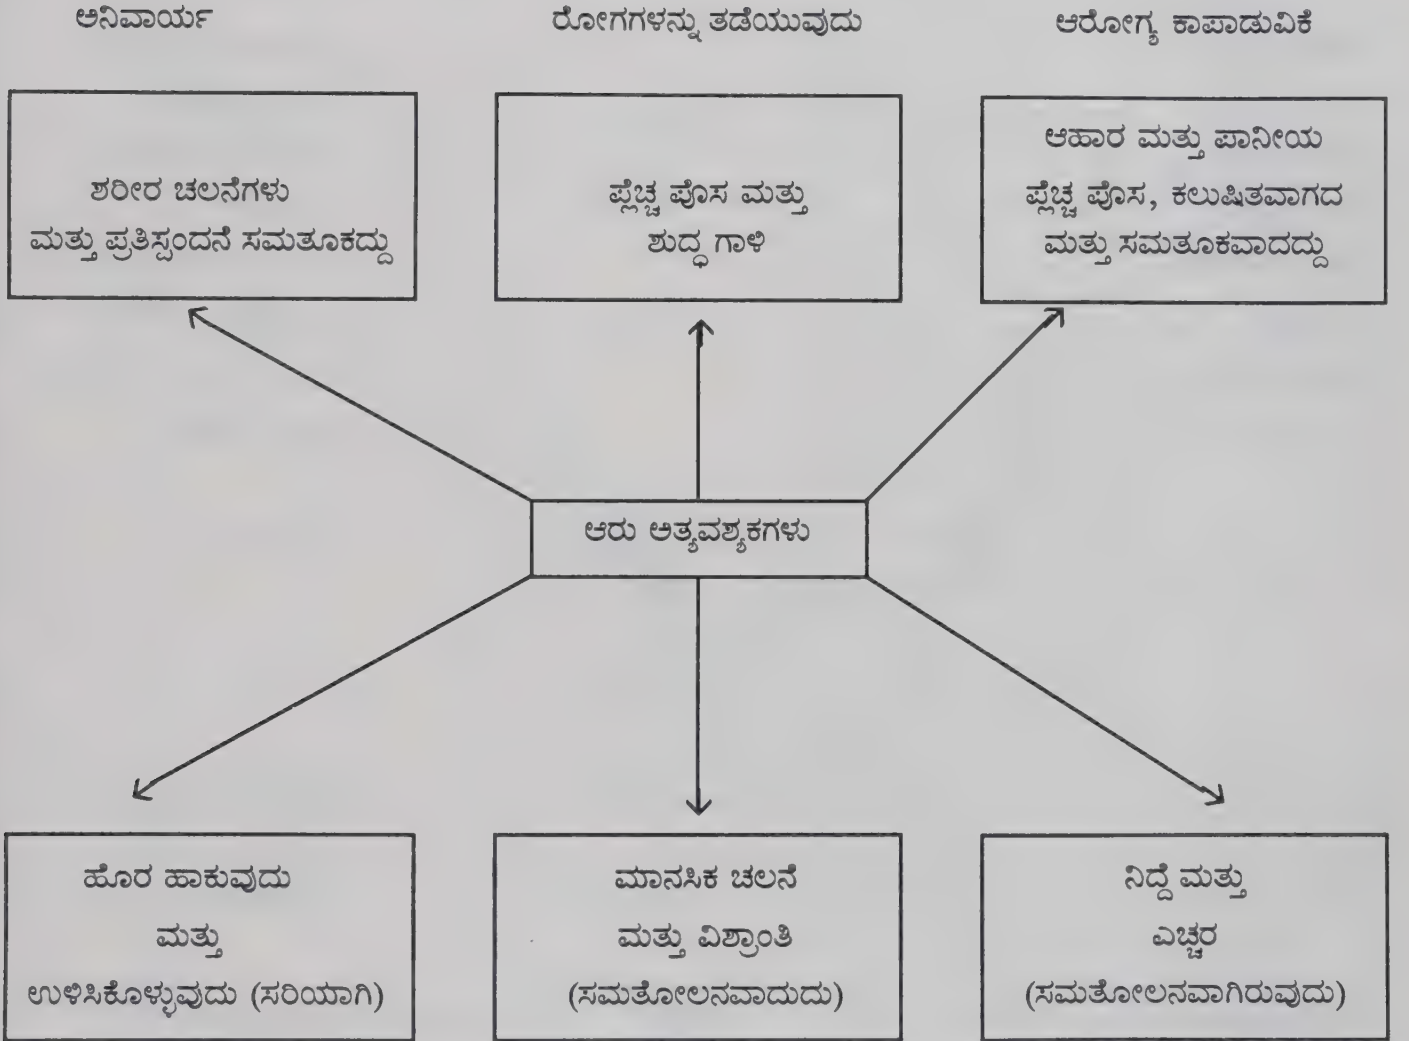 ಅನಿವಾರ್ಯ
ರೋಗಗಳನ್ನು ತಡೆಯುವುದು
ಆರೋಗ್ಯ ಕಾಪಾಡುವಿಕೆ
ಶರೀರ ಚಲನೆಗಳು
ಮತ್ತು ಪ್ರತಿಸ್ಪಂದನೆ ಸಮತೂಕದ್ದು
ಪ್ಲೆಚ್ಚ ಪೊಸ ಮತ್ತು
ಶುದ್ಧ ಗಾಳಿ
ಆಹಾರ ಮತ್ತು ಪಾನೀಯ
ಪ್ಲೆಚ್ಚ ಪೊಸ, ಕಲುಷಿತವಾಗದ
ಮತ್ತು ಸಮತೂಕವಾದದ್ದು
ಆರು ಅತ್ಯವಶ್ಯಕಗಳು
ಹೊರ ಹಾಕುವುದು
ಮತ್ತು
ಉಳಿಸಿಕೊಳ್ಳುವುದು (ಸರಿಯಾಗಿ)
ಮಾನಸಿಕ ಚಲನೆ
ಮತ್ತು ವಿಶ್ರಾಂತಿ
(ಸಮತೋಲನವಾದುದು)
ನಿದ್ದೆ ಮತ್ತು
ಎಚ್ಚರ
(ಸಮತೋಲನವಾಗಿರುವುದು)